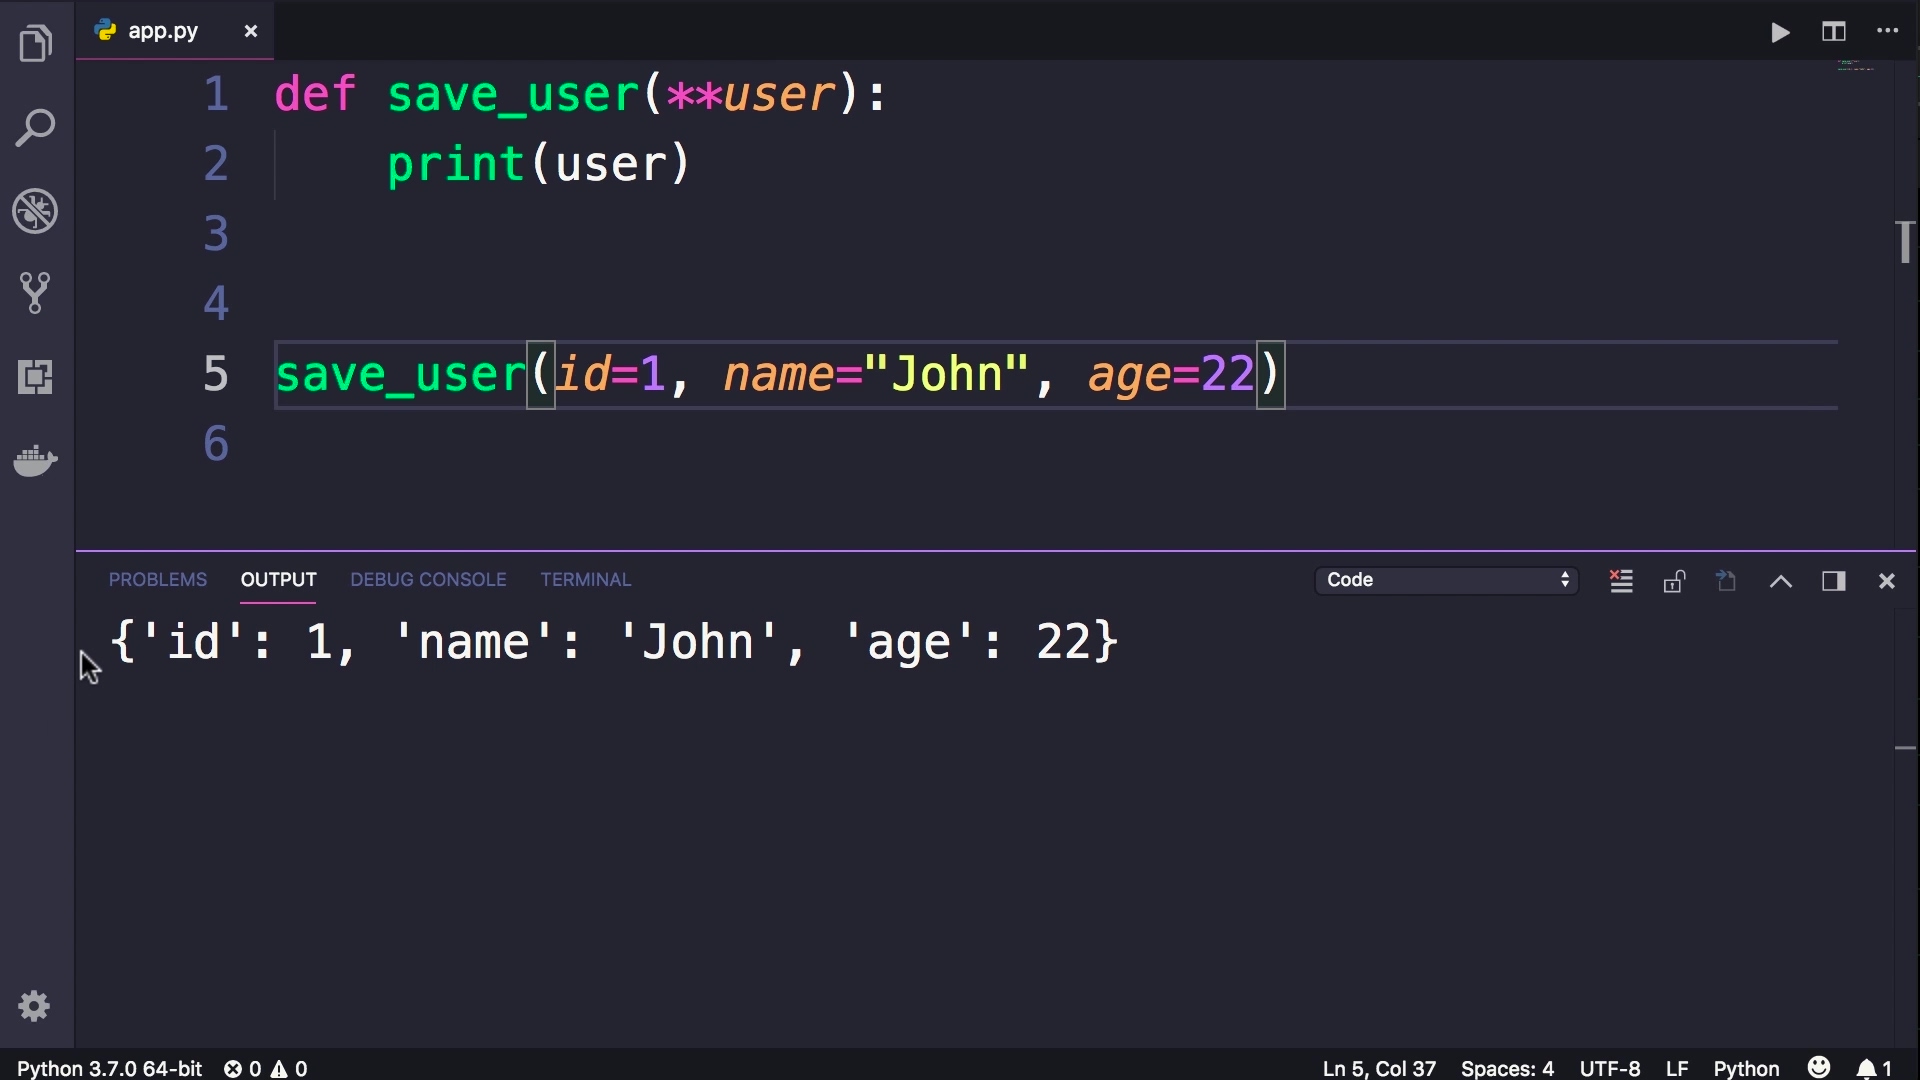 app.py
1 def save_user(**user):
2     print(user)
3
4
5 save_user(id=1, name="John", age=22)
6
PROBLEMS OUTPUT DEBUG CONSOLE TERMINAL Code
{'id': 1, 'name': 'John', 'age': 22}
Python 3.7.0 64-bit 0 0 Ln 5, Col 37 Spaces: 4 UTF-8 LF Python 1